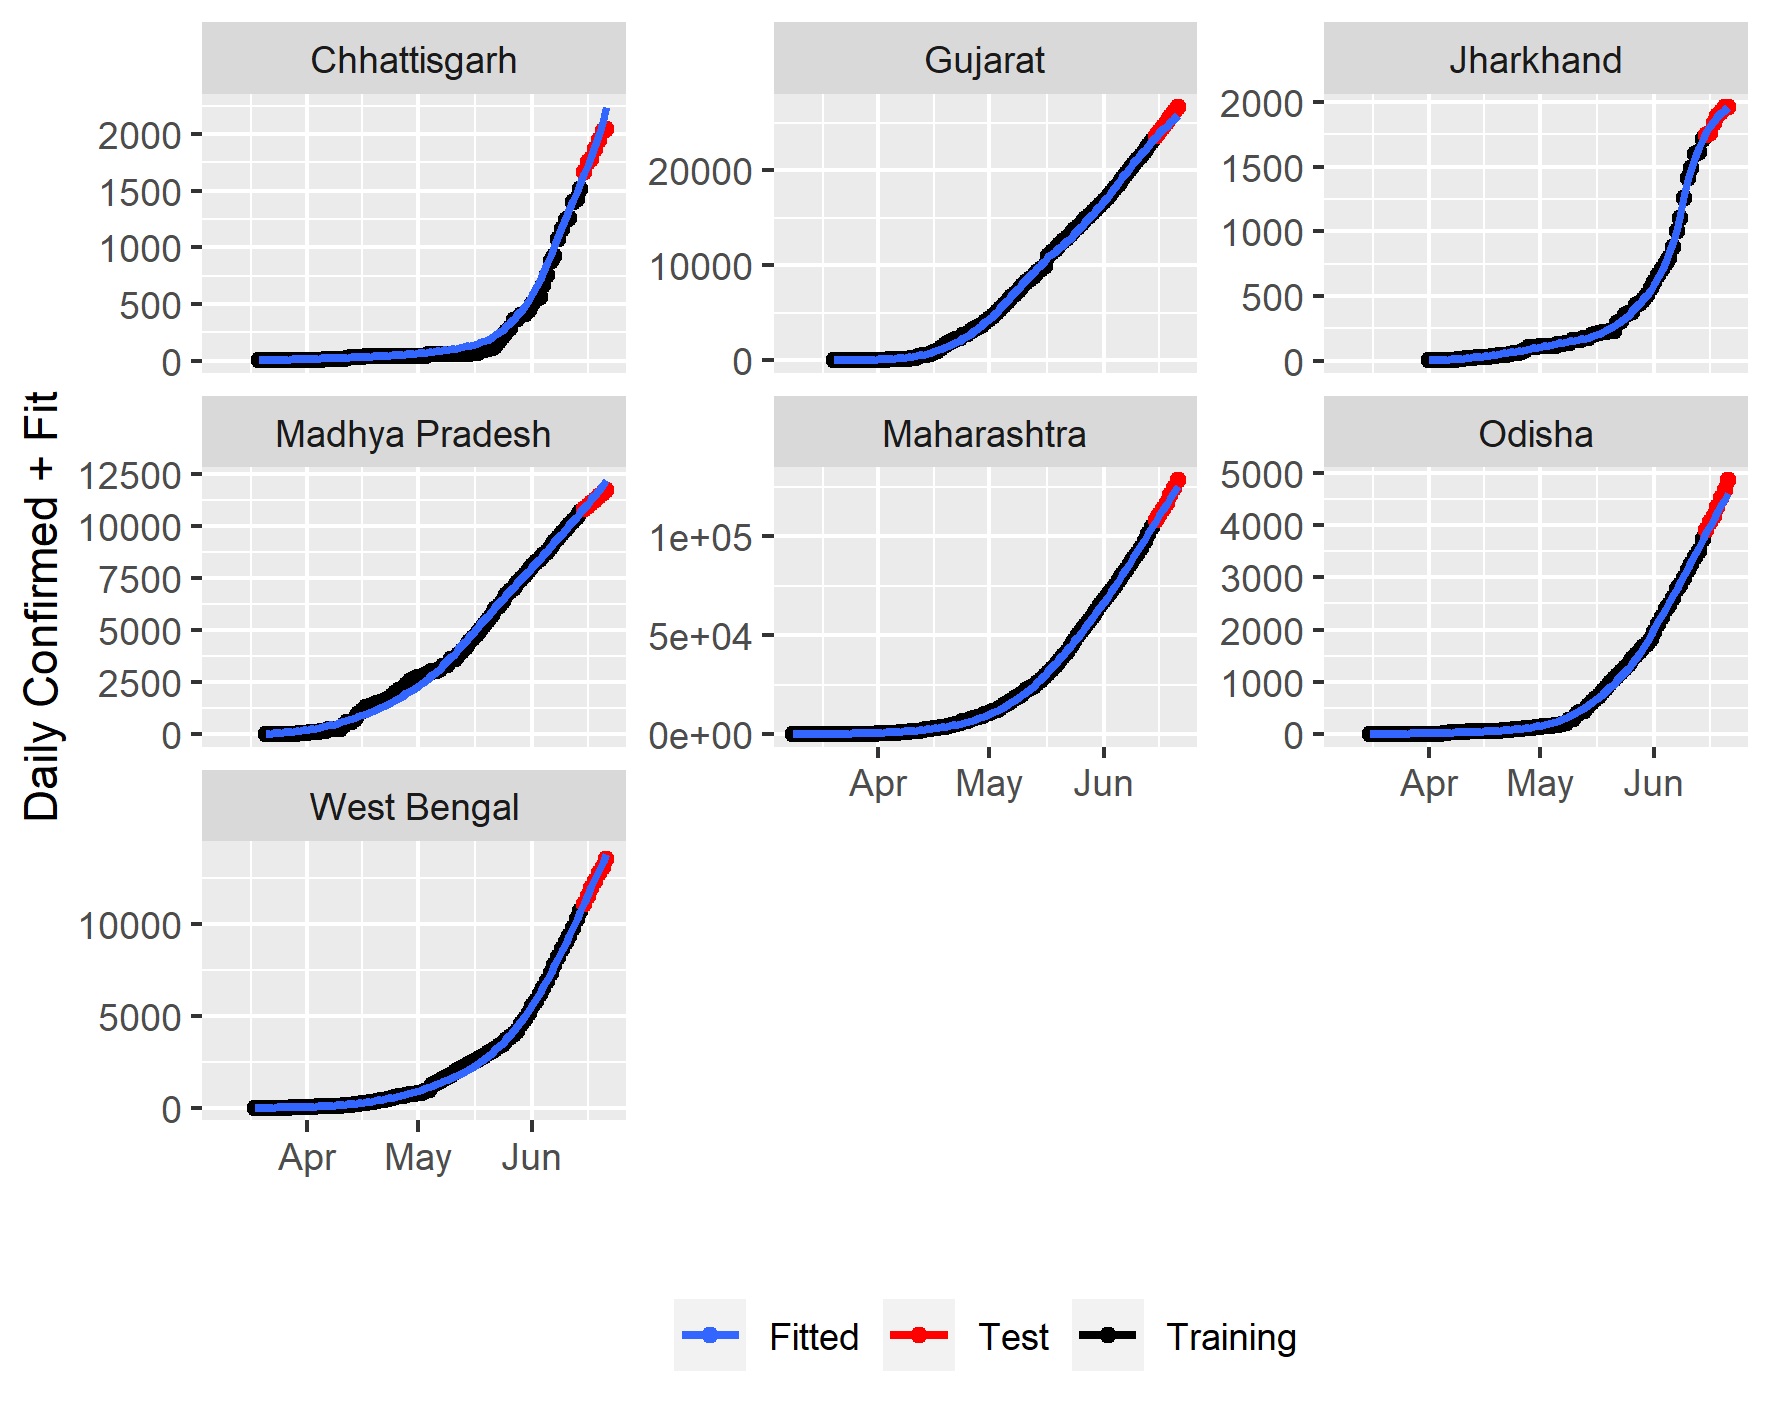 Daily Confirmed + Fit
Chhattisgarh
2000
1500
1000
500
0
Gujarat
20000
10000
0
Jharkhand
2000
1500
1000
500
0
Madhya Pradesh
12500
10000
7500
5000
2500
0
Maharashtra
1e+05
5e+04
0e+00
Apr May Jun
Odisha
5000
4000
3000
2000
1000
0
Apr May Jun
West Bengal
10000
5000
0
Apr May Jun
Fitted Test Training